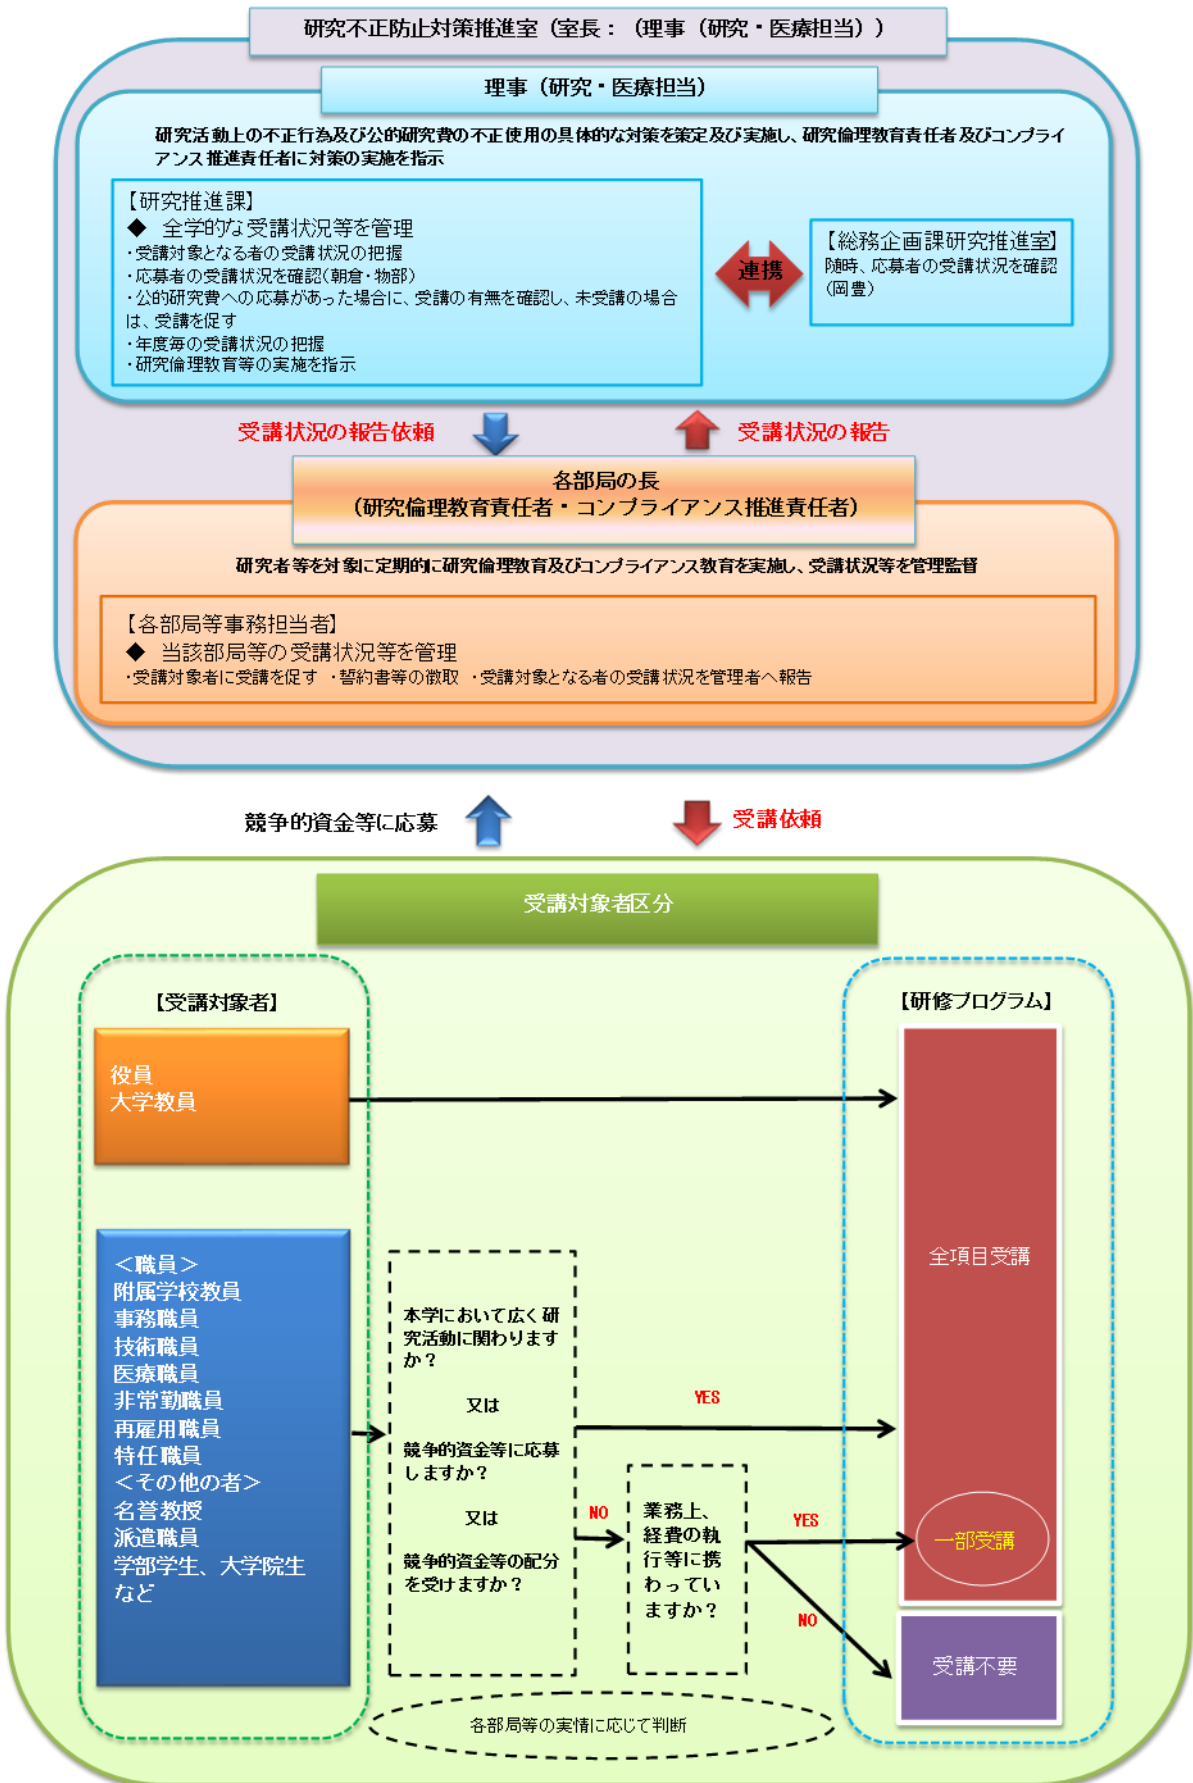 研究不正防止対策推進室（室長：（理事（研究・医療担当））
理事（研究・医療担当）
研究活動上の不正行為及び公的研究費の不正使用の具体的な対策を策定及び実施し、研究倫理教育責任者及びコンプライ
アンス推進責任者に対策の実施を指示
【研究推進課】
◆　全学的な受講状況等を管理
・受講対象となる者の受講状況の把握
・応募者の受講状況を確認（朝倉・物部）
・公的研究費への応募があった場合に、受講の有無を確認し、未受講の場合
は、受講を促す
・年度毎の受講状況の把握
・研究倫理教育等の実施を指示
連携
【総務企画課研究推進室】
随時、応募者の受講状況を確認
（岡豊）
受講状況の報告依頼
受講状況の報告
各部局の長
（研究倫理教育責任者・コンプライアンス推進責任者）
研究者等を対象に定期的に研究倫理教育及びコンプライアンス教育を実施し、受講状況等を管理監督
【各部局等事務担当者】
◆　当該部局等の受講状況等を管理
・受講対象者に受講を促す　・誓約書等の徴取　・受講対象となる者の受講状況を管理者へ報告
競争的資金等に応募
受講依頼
受講対象者区分
【受講対象者】
【研修プログラム】
役員
大学教員
＜職員＞
附属学校教員
事務職員
技術職員
医療職員
非常勤職員
再雇用職員
特任職員
＜その他の者＞
名誉教授
派遣職員
学部学生、大学院生
など
本学において広く研
究活動に関わります
か？
又は
競争的資金等に応募
しますか？
又は
競争的資金等の配分
を受けますか？
YES
NO
業務上、
経費の執
行等に携
わってい
ますか？
YES
NO
全項目受講
一部受講
受講不要
各部局等の実情に応じて判断